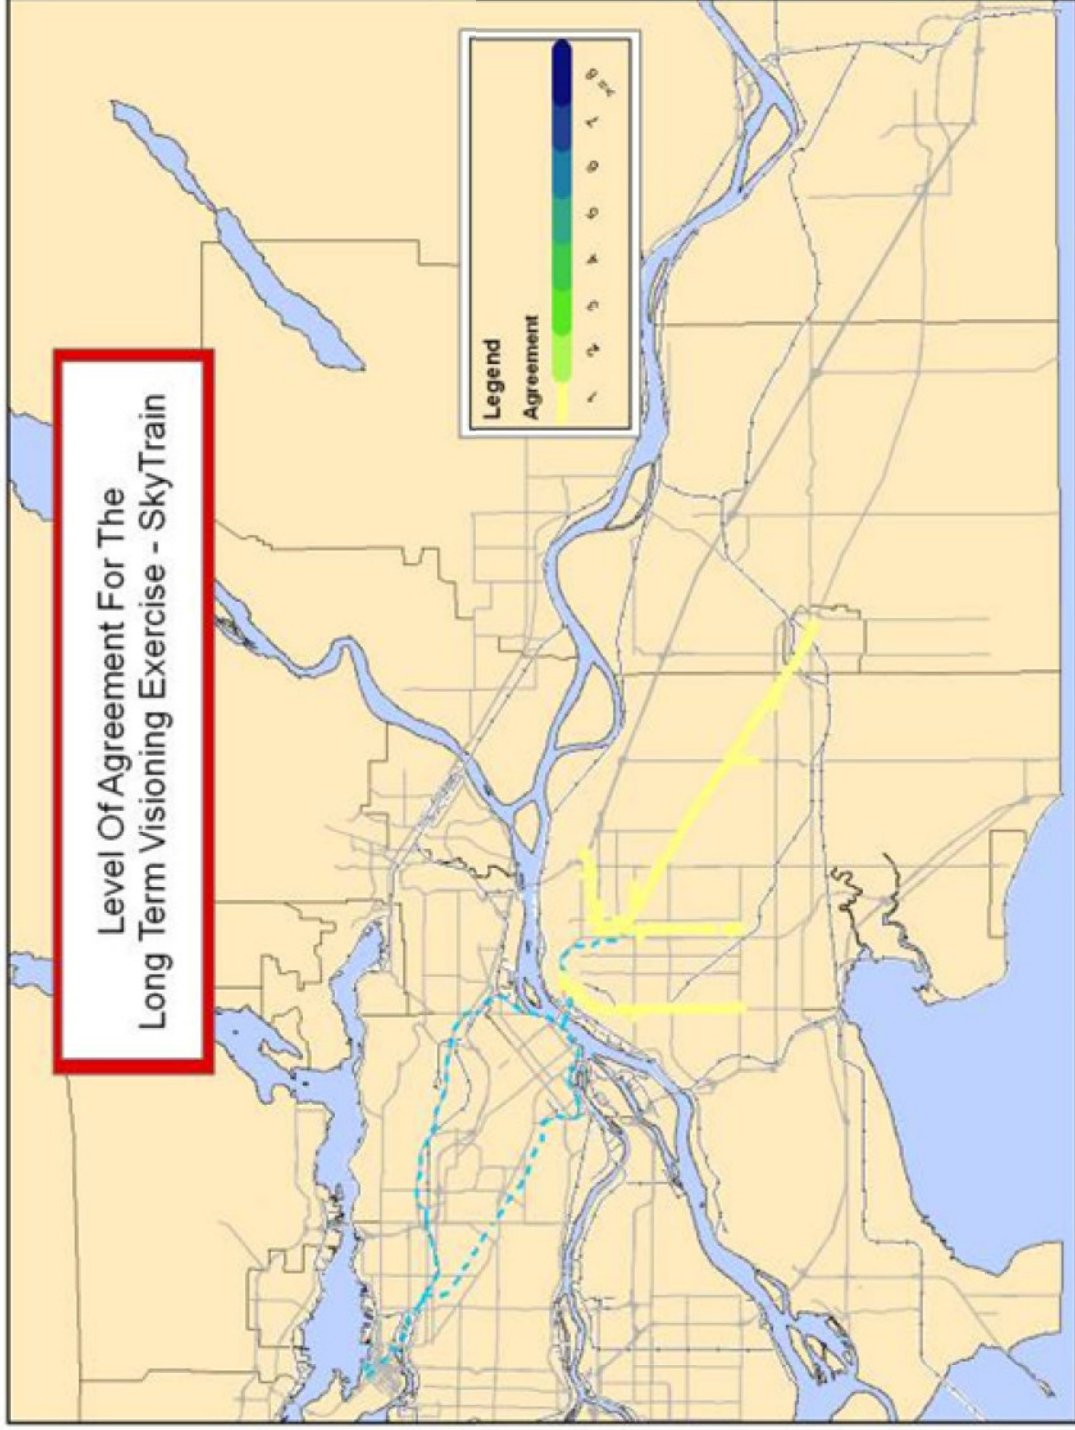 Level Of Agreement For The
Long Term Visioning Exercise - SkyTrain
Legend
Agreement
1 2 3 4 5 6 7 >= 8